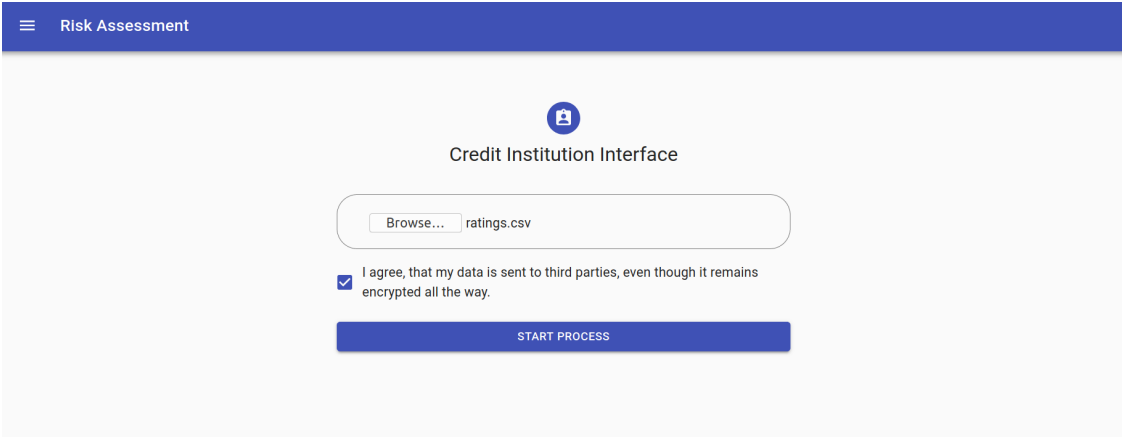 Risk Assessment
Credit Institution Interface
Browse... ratings.csv
I agree, that my data is sent to third parties, even though it remains
encrypted all the way.
START PROCESS